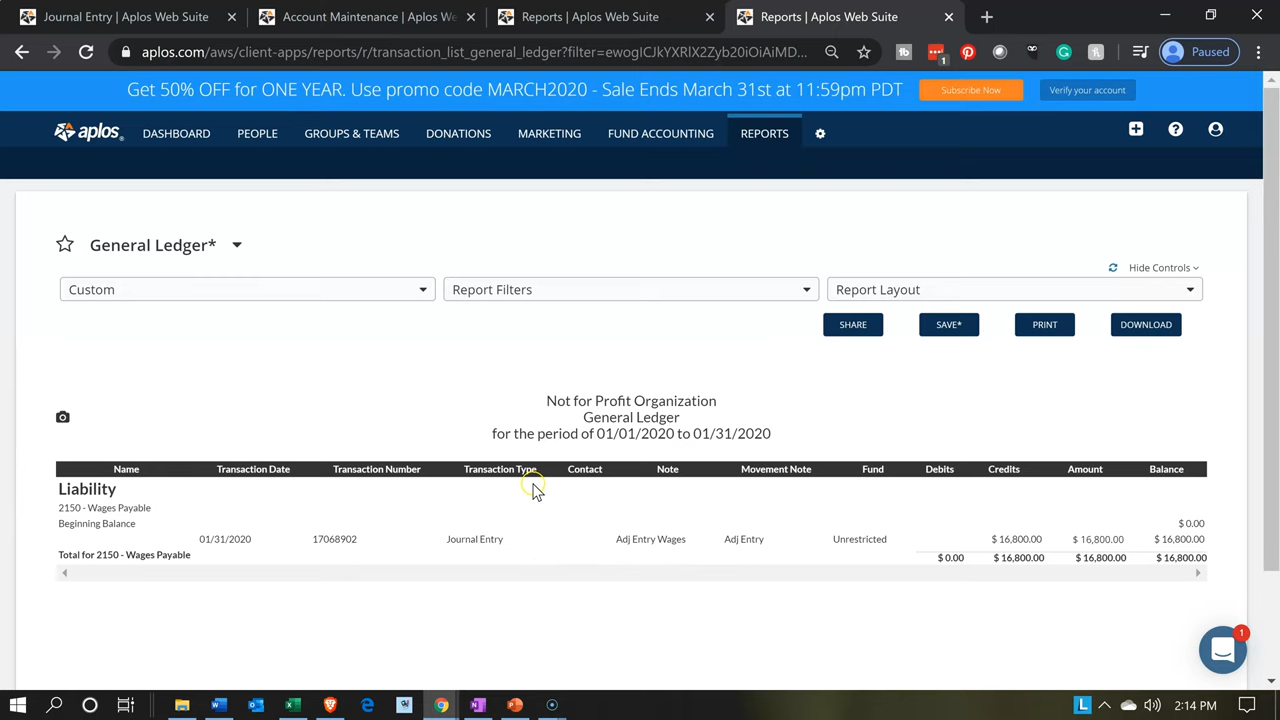 Journal Entry | Aplos Web Suite
Account Maintenance | Aplos We
Reports | Aplos Web Suite
Reports | Aplos Web Suite
aplos.com/aws/client-apps/reports/r/transaction_list_general_ledger?filter=ewogICJkYXRlX2Zyb20iOiAiMD...
1
Paused
Get 50% OFF for ONE YEAR. Use promo code MARCH2020 - Sale Ends March 31st at 11:59pm PDT
Subscribe Now
Verify your account
aplos
DASHBOARD
PEOPLE
GROUPS & TEAMS
DONATIONS
MARKETING
FUND ACCOUNTING
REPORTS
General Ledger*
Hide Controls
Custom
Report Filters
Report Layout
SHARE
SAVE*
PRINT
DOWNLOAD
Not for Profit Organization
General Ledger
for the period of 01/01/2020 to 01/31/2020
Name Transaction Date Transaction Number Transaction Type Contact Note Movement Note Fund Debits Credits Amount Balance
Liability
2150 - Wages Payable
Beginning Balance $ 0.00
01/31/2020 17068902 Journal Entry Adj Entry Wages Adj Entry Unrestricted $ 16,800.00 $ 16,800.00 $ 16,800.00
Total for 2150 - Wages Payable $ 0.00 $ 16,800.00 $ 16,800.00 $ 16,800.00
1
2:14 PM